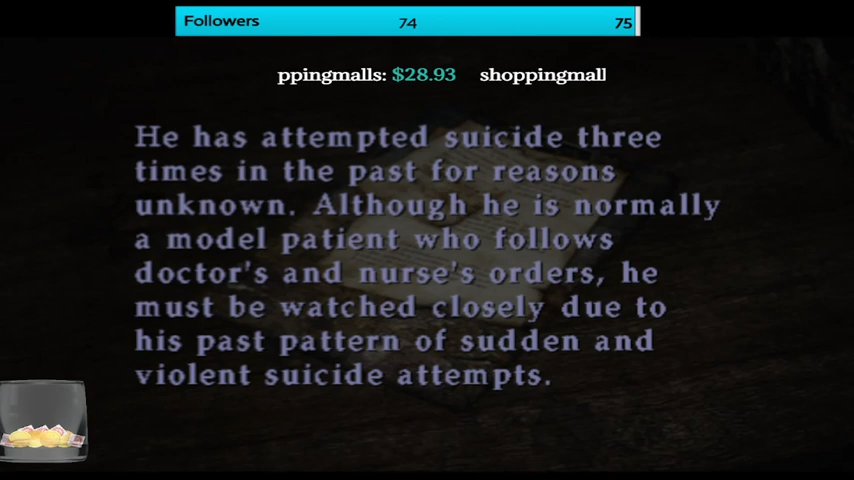 Followers 74 75
ppingmalls: $28.93 shoppingmall
He has attempted suicide three
times in the past for reasons
unknown. Although he is normally
a model patient who follows
doctor's and nurse's orders, he
must be watched closely due to
his past pattern of sudden and
violent suicide attempts.